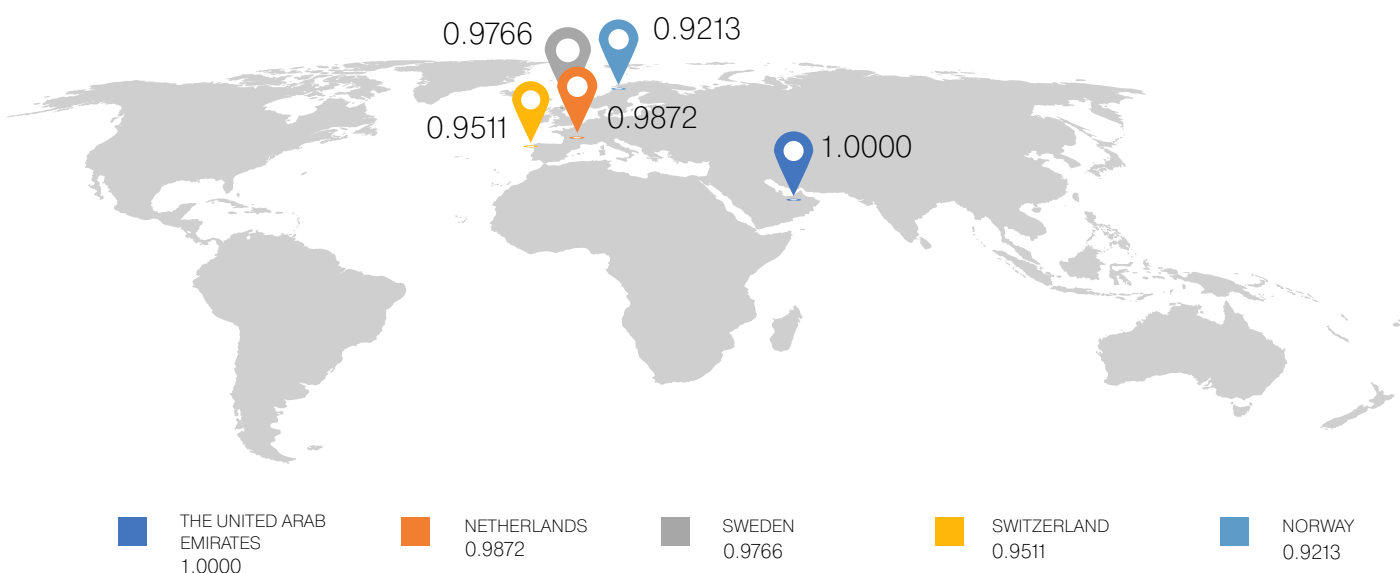 0.9766
0.9213
0.9511
0.9872
1.0000
THE UNITED ARAB
EMIRATES
1.0000
NETHERLANDS
0.9872
SWEDEN
0.9766
SWITZERLAND
0.9511
NORWAY
0.9213